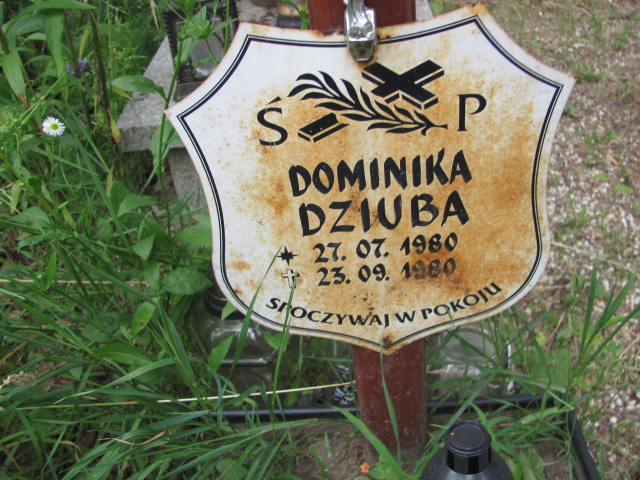 Ś P
DOMINIKA
DZIUBA
27. 07. 1980
23. 09. 1980
SPOCZYWAJ W POKOJU